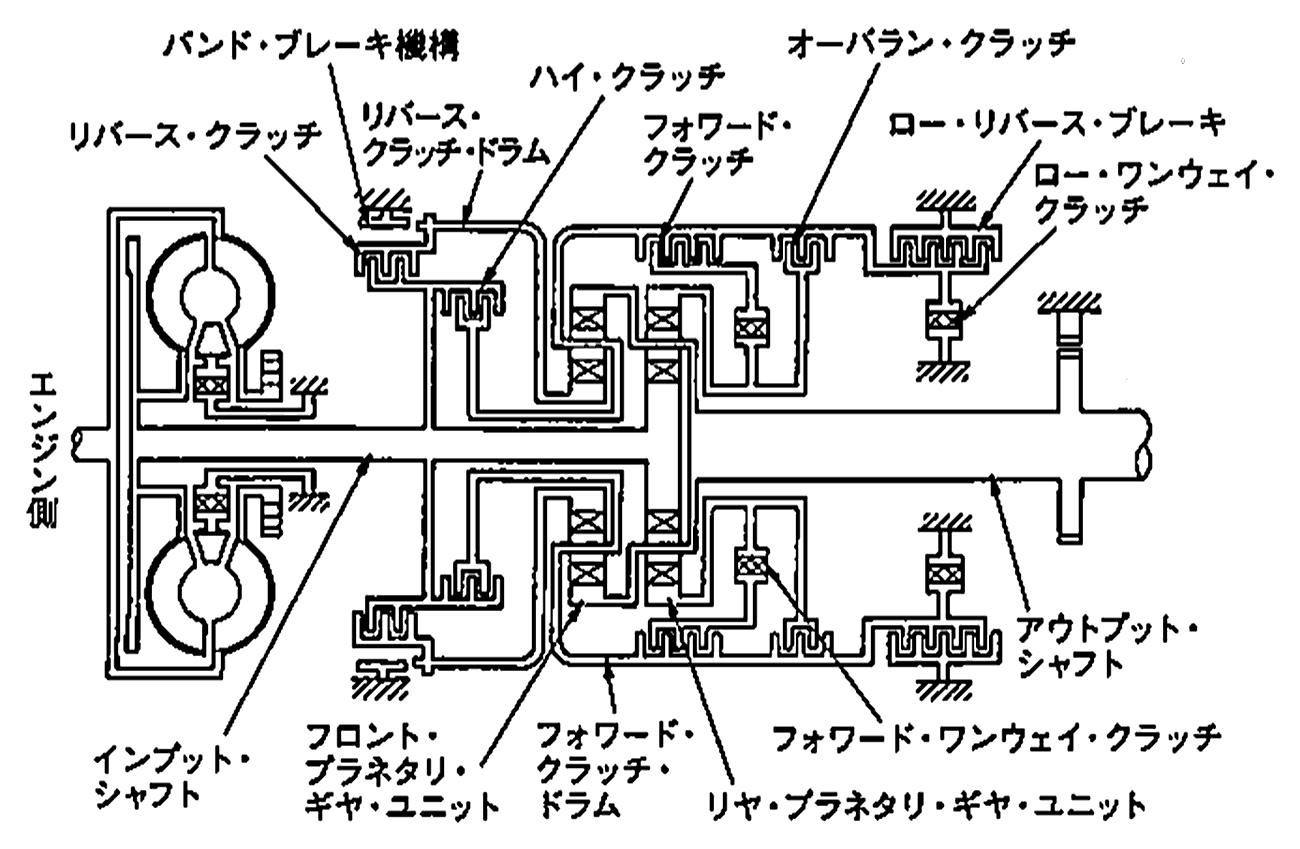 バンド・ブレーキ機構
オーバラン・クラッチ
ハイ・クラッチ
リバース・クラッチ
リバース・
クラッチ・ドラム
フォワード・
クラッチ
ロー・リバース・ブレーキ
ロー・ワンウェイ・
クラッチ
エンジン側
アウトプット・
シャフト
インプット・
シャフト
フロント・
プラネタリ・
ギヤ・ユニット
フォワード・
クラッチ・
ドラム
フォワード・ワンウェイ・クラッチ
リヤ・プラネタリ・ギヤ・ユニット